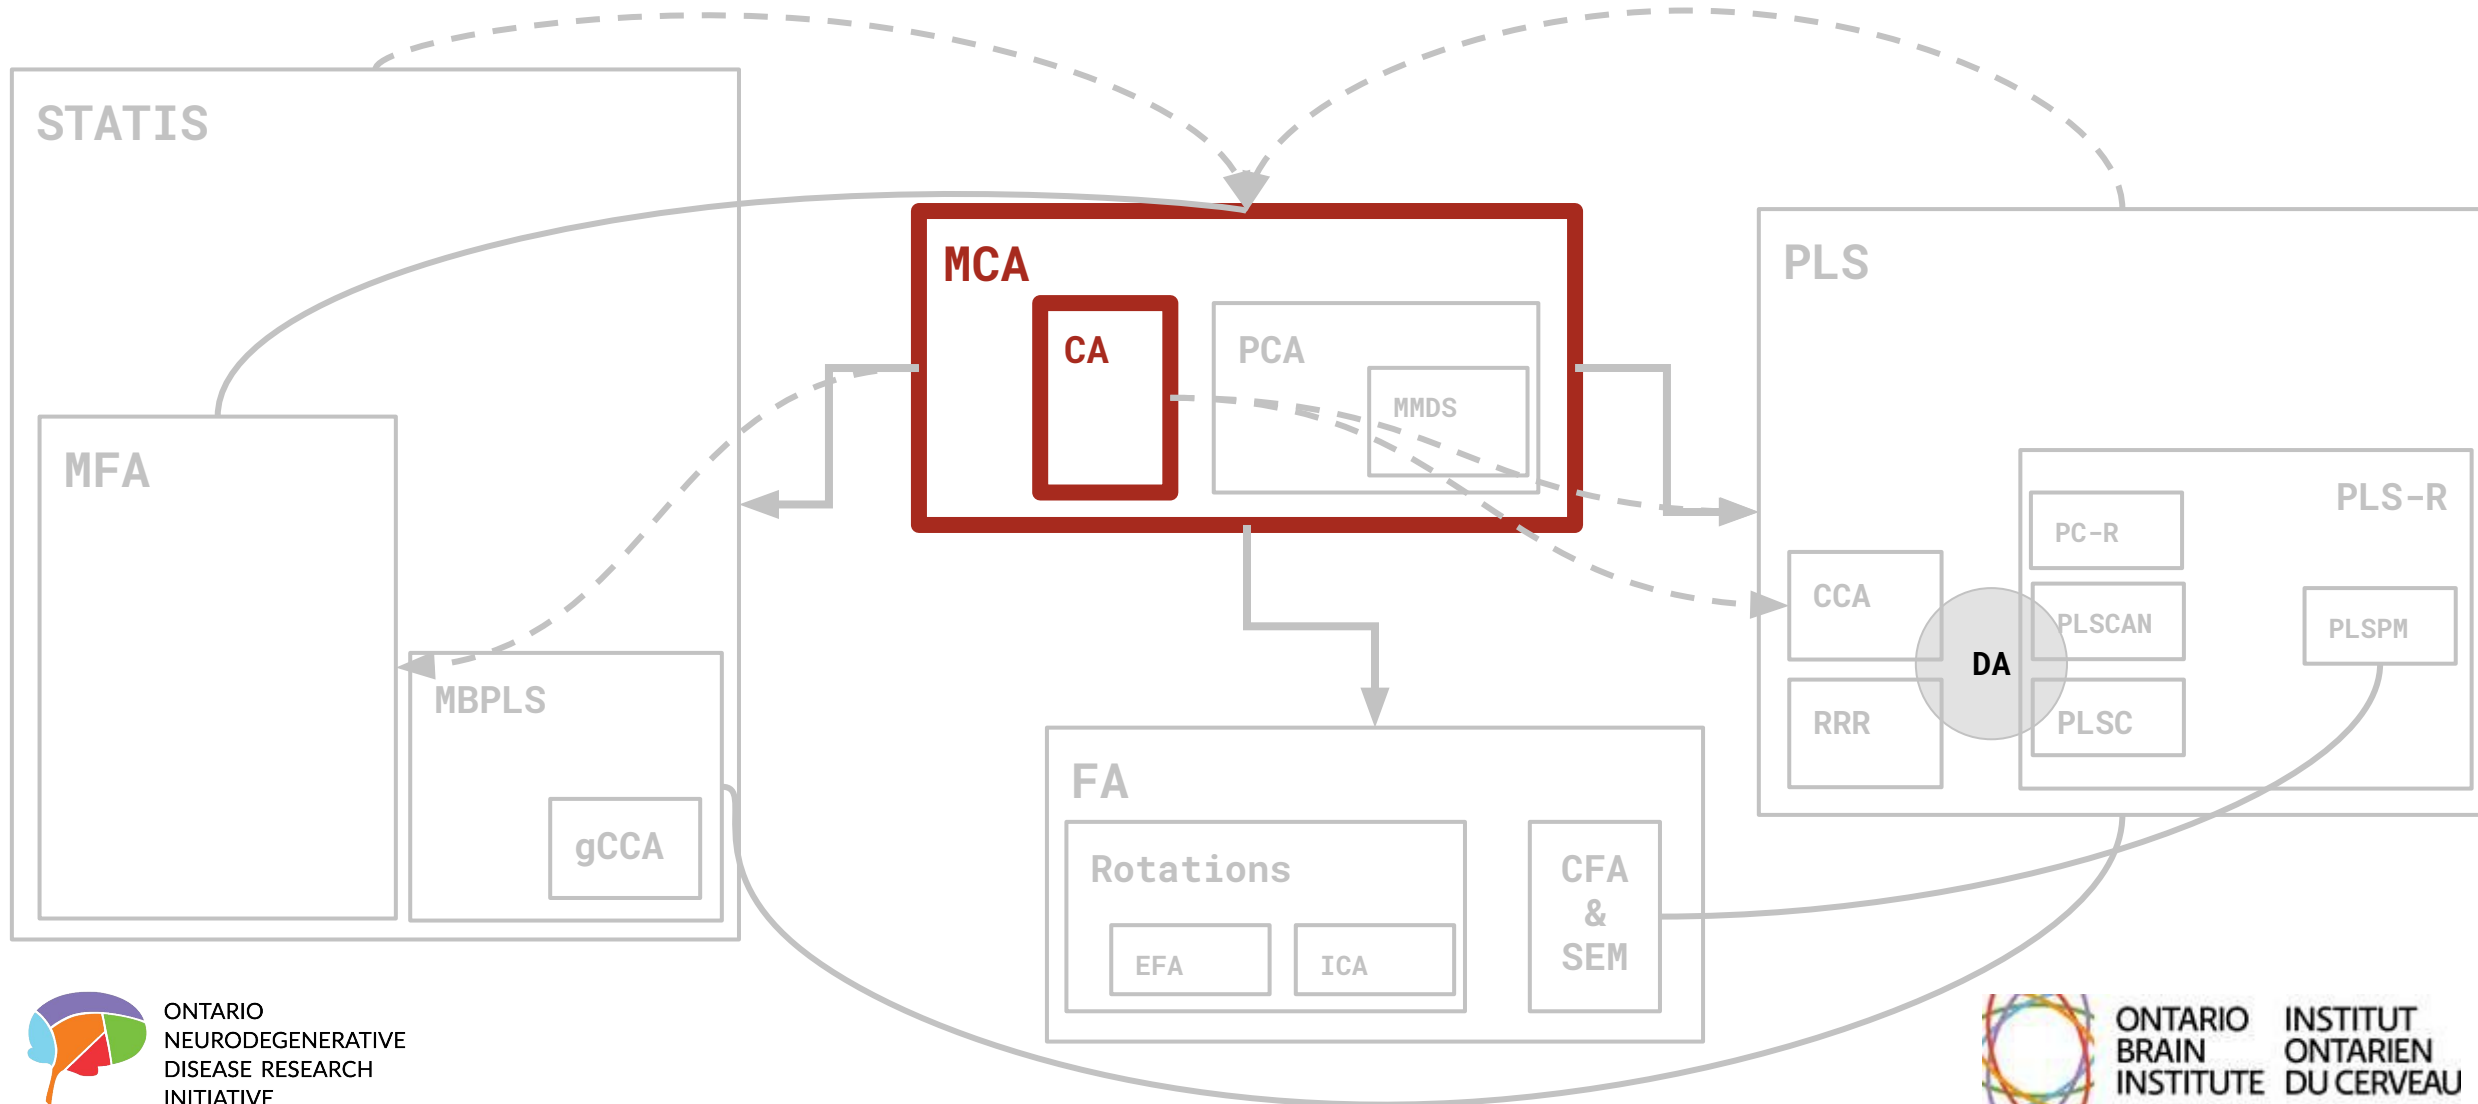 STATIS
MCA
PLS
CA
PCA
MMDS
MFA
PLS-R
PC-R
CCA
PLSCAN
PLSPM
DA
MBPLS
RRR
PLSC
FA
gCCA
Rotations
CFA
&
SEM
EFA
ICA
ONTARIO
NEURODEGENERATIVE
DISEASE RESEARCH
INITIATIVE
ONTARIO
BRAIN
INSTITUTE
INSTITUT
ONTARIEN
DU CERVEAU